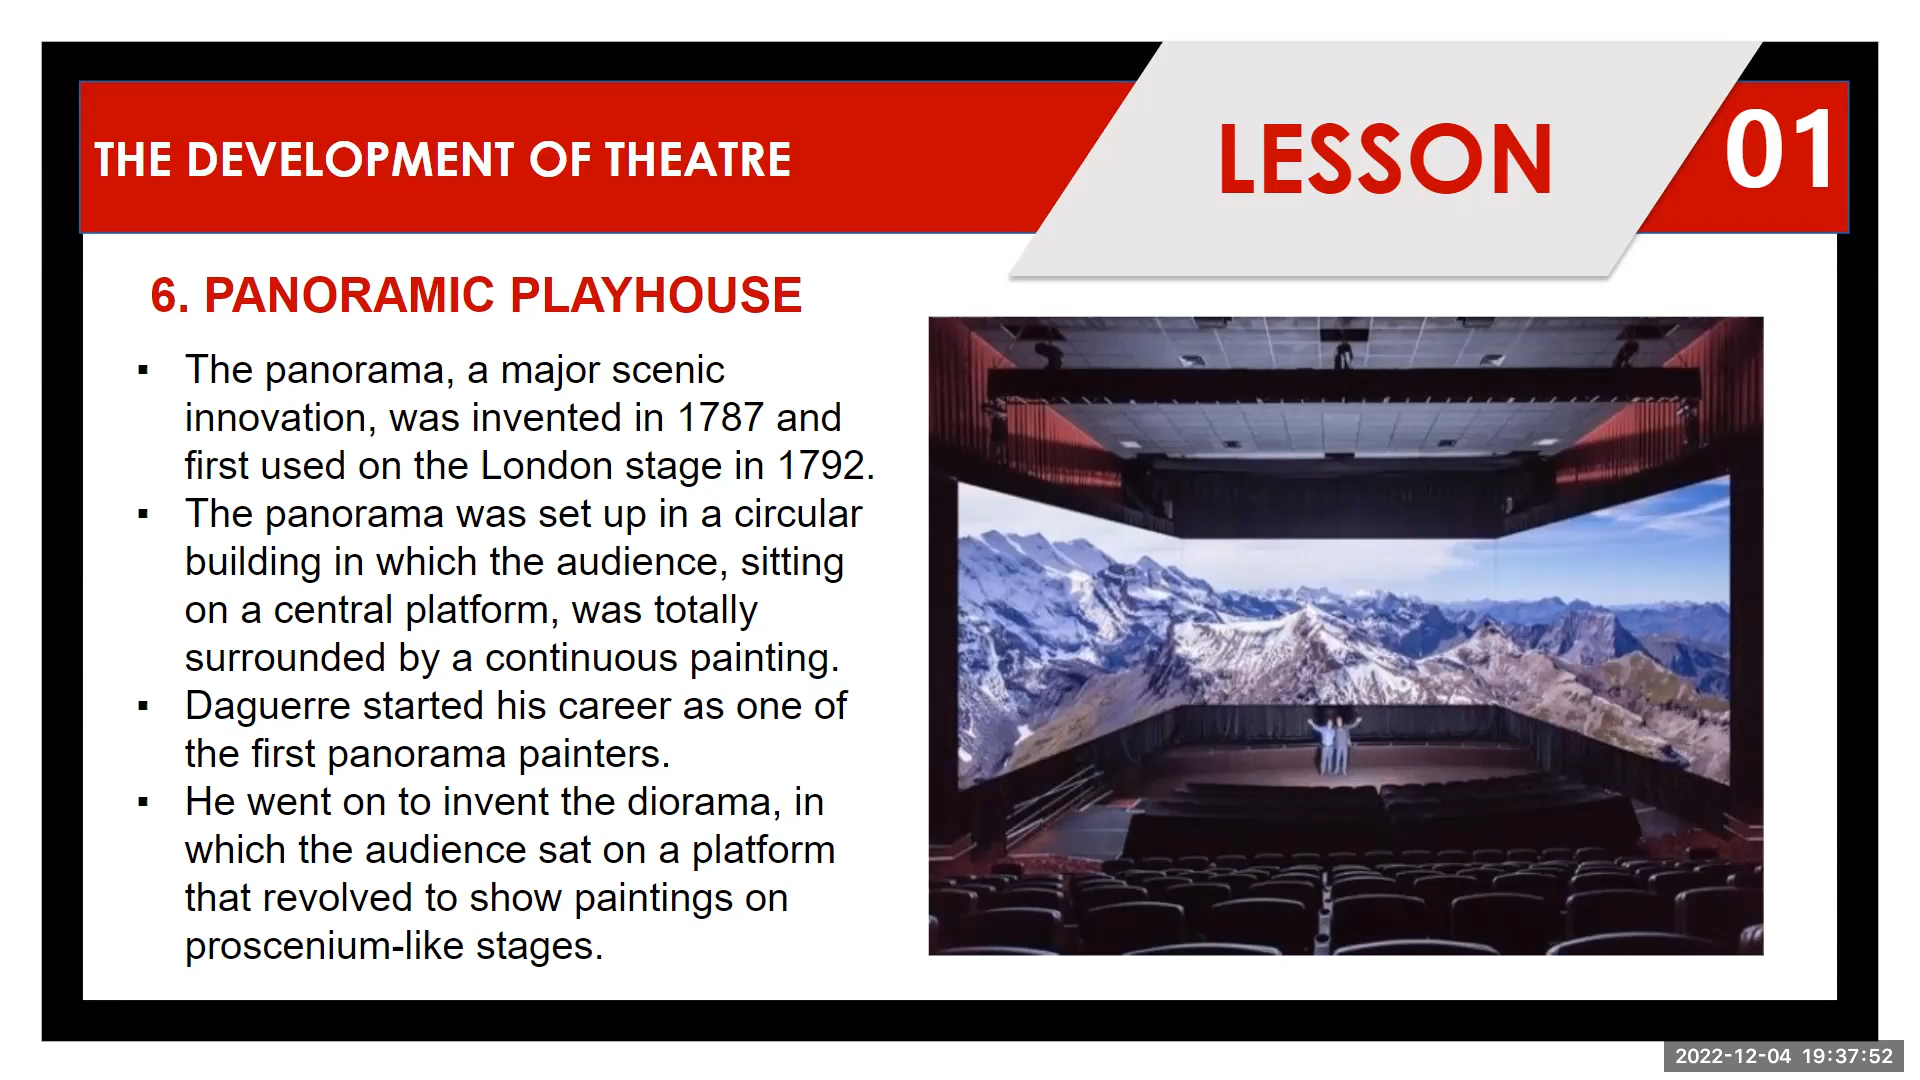 THE DEVELOPMENT OF THEATRE
LESSON
01
6. PANORAMIC PLAYHOUSE
▪ The panorama, a major scenic
innovation, was invented in 1787 and
first used on the London stage in 1792.
▪ The panorama was set up in a circular
building in which the audience, sitting
on a central platform, was totally
surrounded by a continuous painting.
▪ Daguerre started his career as one of
the first panorama painters.
▪ He went on to invent the diorama, in
which the audience sat on a platform
that revolved to show paintings on
proscenium-like stages.
2022-12-04 19:37:52